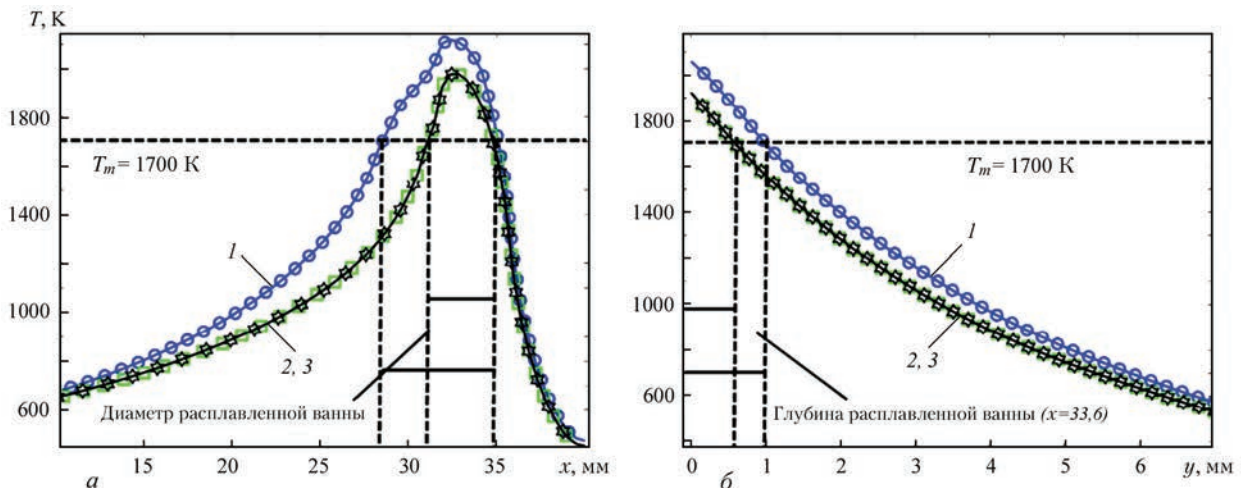 T, K
1800
1400
1000
600
T_m = 1700 К
1
2, 3
Диаметр расплавленной ванны
15
20
25
30
35
x, мм
а
1800
1400
1000
600
T_m = 1700 К
1
2, 3
Глубина расплавленной ванны (x=33,6)
0
1
2
3
4
5
6
y, мм
б